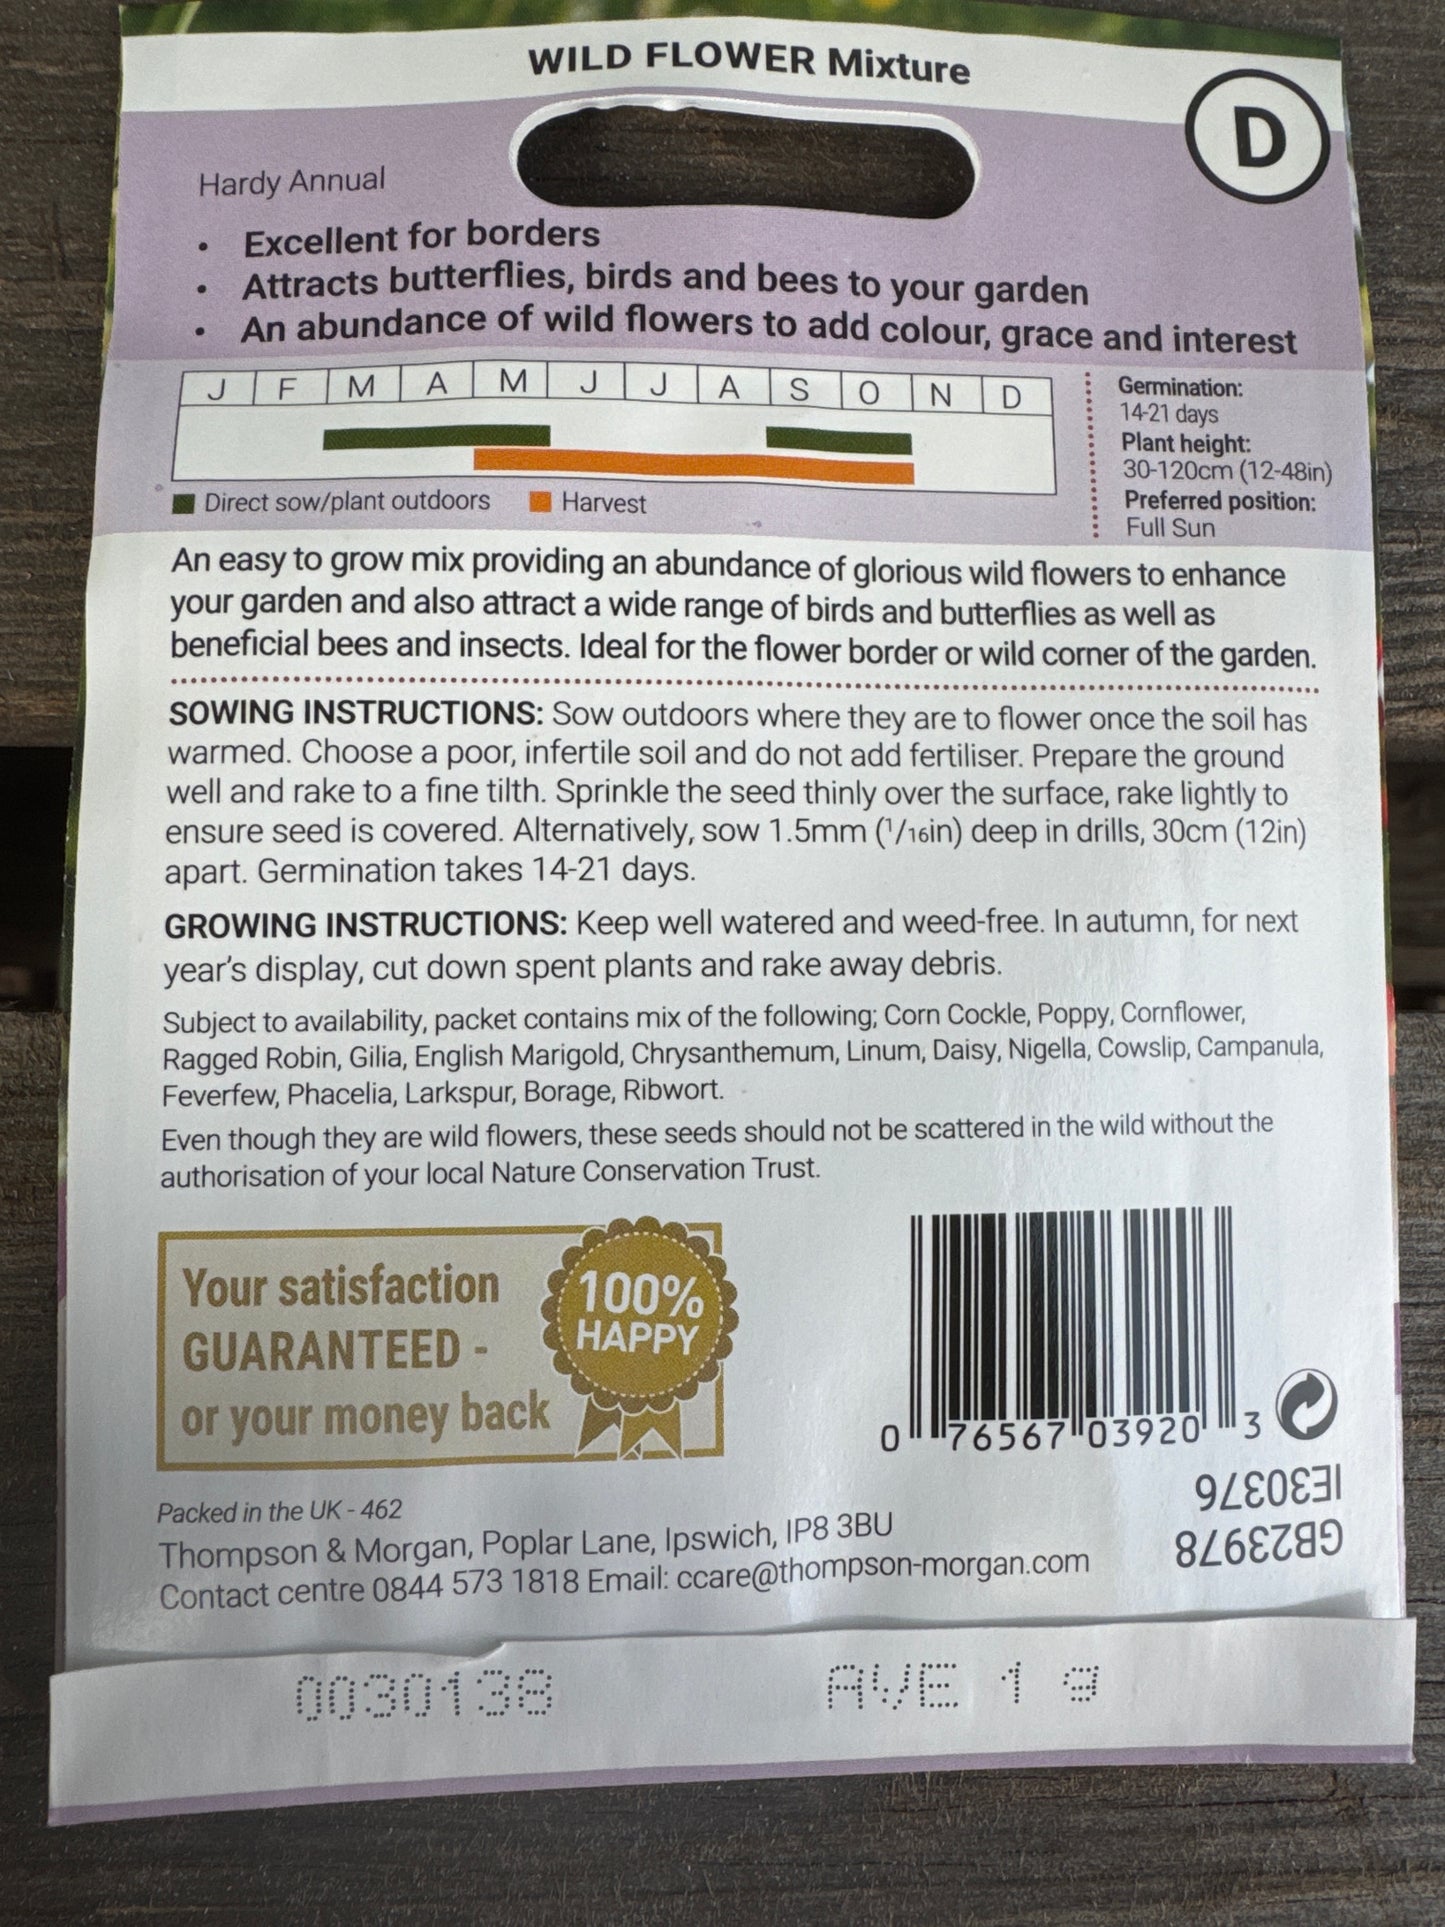 WILD FLOWER Mixture
D
Hardy Annual
• Excellent for borders
• Attracts butterflies, birds and bees to your garden
• An abundance of wild flowers to add colour, grace and interest
J F M A M J J A S O N D
Direct sow/plant outdoors Harvest
Germination:
14-21 days
Plant height:
30-120cm (12-48in)
Preferred position:
Full Sun
An easy to grow mix providing an abundance of glorious wild flowers to enhance
your garden and also attract a wide range of birds and butterflies as well as
beneficial bees and insects. Ideal for the flower border or wild corner of the garden.
SOWING INSTRUCTIONS: Sow outdoors where they are to flower once the soil has
warmed. Choose a poor, infertile soil and do not add fertiliser. Prepare the ground
well and rake to a fine tilth. Sprinkle the seed thinly over the surface, rake lightly to
ensure seed is covered. Alternatively, sow 1.5mm (1/16in) deep in drills, 30cm (12in)
apart. Germination takes 14-21 days.
GROWING INSTRUCTIONS: Keep well watered and weed-free. In autumn, for next
year's display, cut down spent plants and rake away debris.
Subject to availability, packet contains mix of the following; Corn Cockle, Poppy, Cornflower,
Ragged Robin, Gilia, English Marigold, Chrysanthemum, Linum, Daisy, Nigella, Cowslip, Campanula,
Feverfew, Phacelia, Larkspur, Borage, Ribwort.
Even though they are wild flowers, these seeds should not be scattered in the wild without the
authorisation of your local Nature Conservation Trust.
Your satisfaction
GUARANTEED -
or your money back
100%
HAPPY
0 76567 03920 3
IE30376
GB23978
Packed in the UK - 462
Thompson & Morgan, Poplar Lane, Ipswich, IP8 3BU
Contact centre 0844 573 1818 Email: ccare@thompson-morgan.com
0030138 AVE 1 g